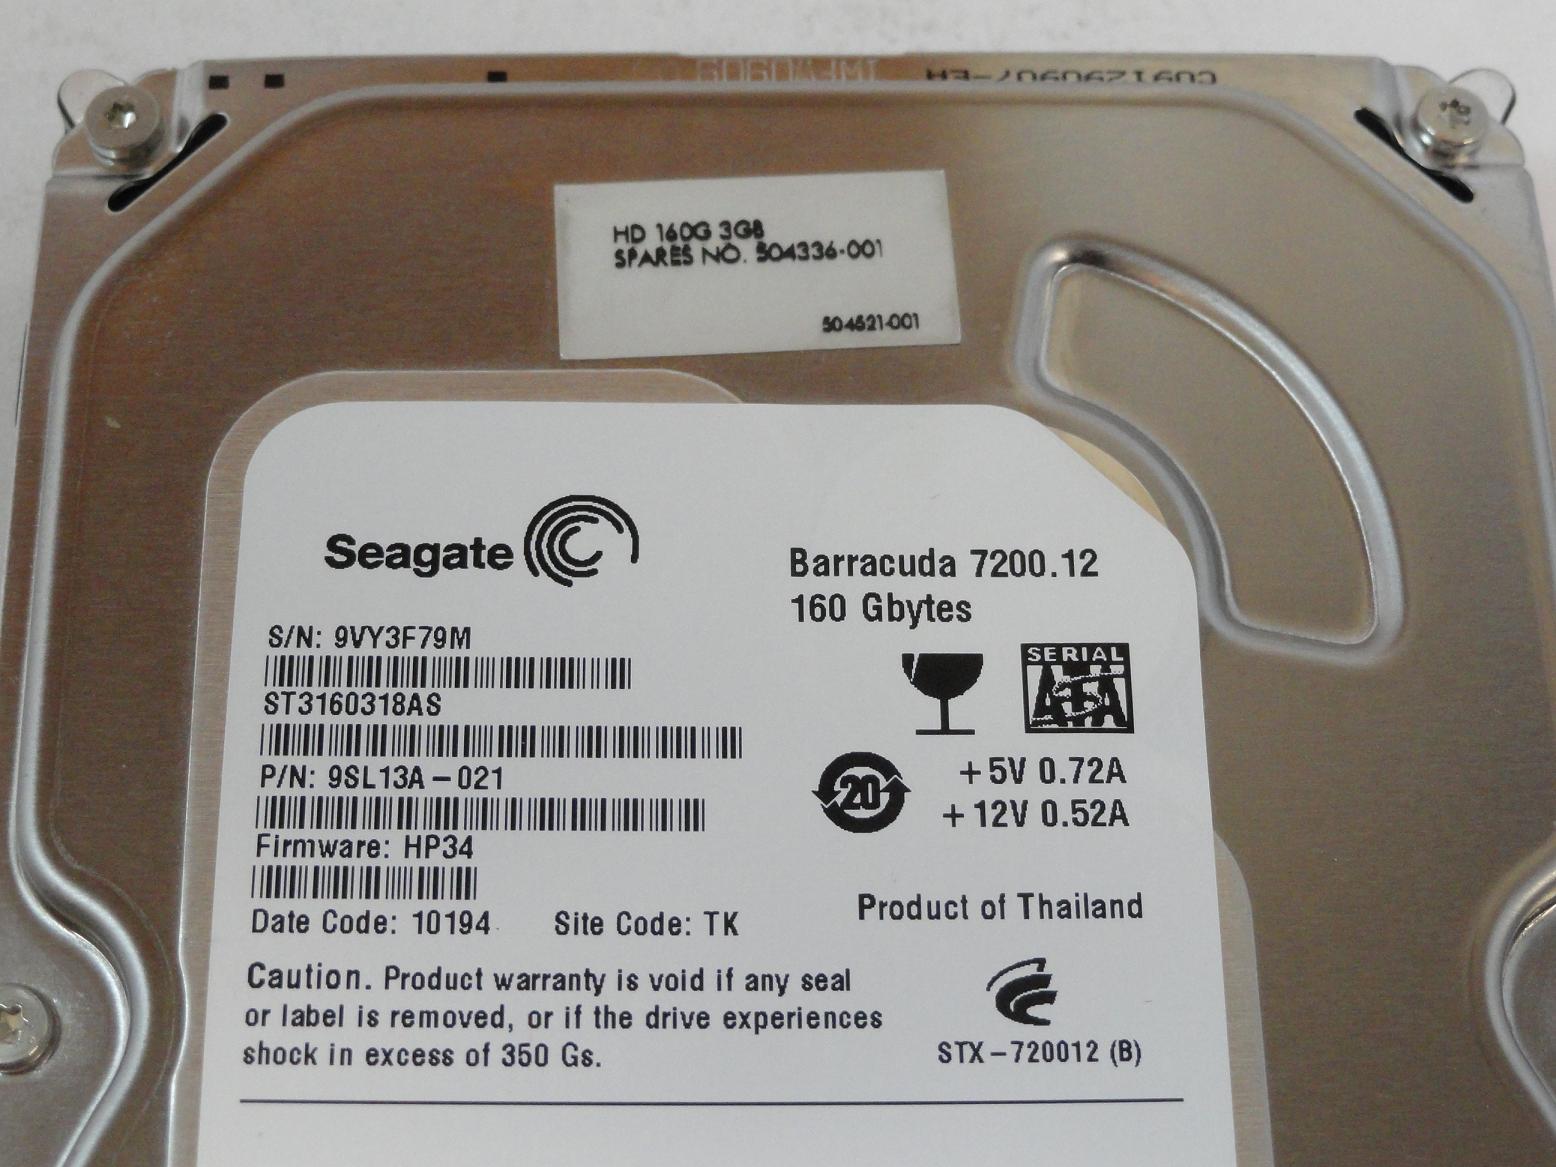 HD 160G 3GB
SPARES NO. 504336-001
504521-001
Seagate
Barracuda 7200.12
160 Gbytes
S/N: 9VY3F79M
ST3160318AS
P/N: 9SL13A-021
Firmware: HP34
Date Code: 10194 Site Code: TK
SERIAL
ATA
20
+5V 0.72A
+12V 0.52A
Product of Thailand
Caution. Product warranty is void if any seal
or label is removed, or if the drive experiences
shock in excess of 350 Gs.
STX-720012 (B)